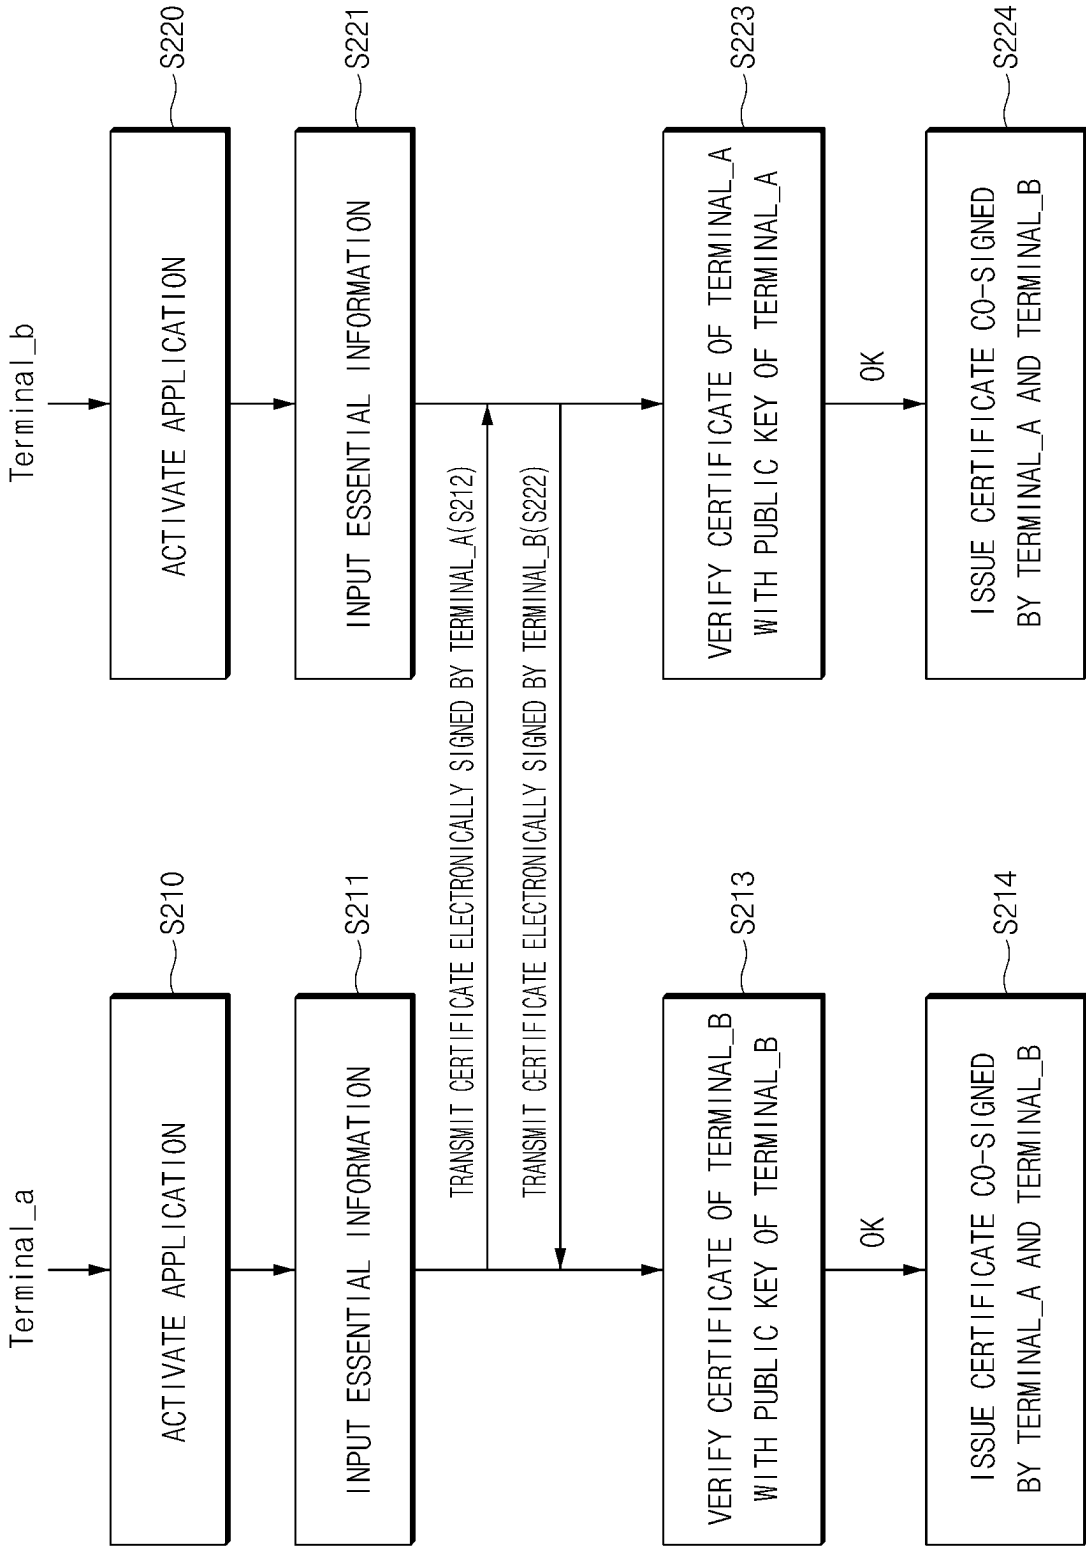 Terminal_a
Terminal_b
ACTIVATE APPLICATION
S210
ACTIVATE APPLICATION
S220
INPUT ESSENTIAL INFORMATION
S211
INPUT ESSENTIAL INFORMATION
S221
TRANSMIT CERTIFICATE ELECTRONICALLY SIGNED BY TERMINAL_A(S212)
TRANSMIT CERTIFICATE ELECTRONICALLY SIGNED BY TERMINAL_B(S222)
VERIFY CERTIFICATE OF TERMINAL_B
WITH PUBLIC KEY OF TERMINAL_B
S213
VERIFY CERTIFICATE OF TERMINAL_A
WITH PUBLIC KEY OF TERMINAL_A
S223
OK
OK
ISSUE CERTIFICATE CO-SIGNED
BY TERMINAL_A AND TERMINAL_B
S214
ISSUE CERTIFICATE CO-SIGNED
BY TERMINAL_A AND TERMINAL_B
S224